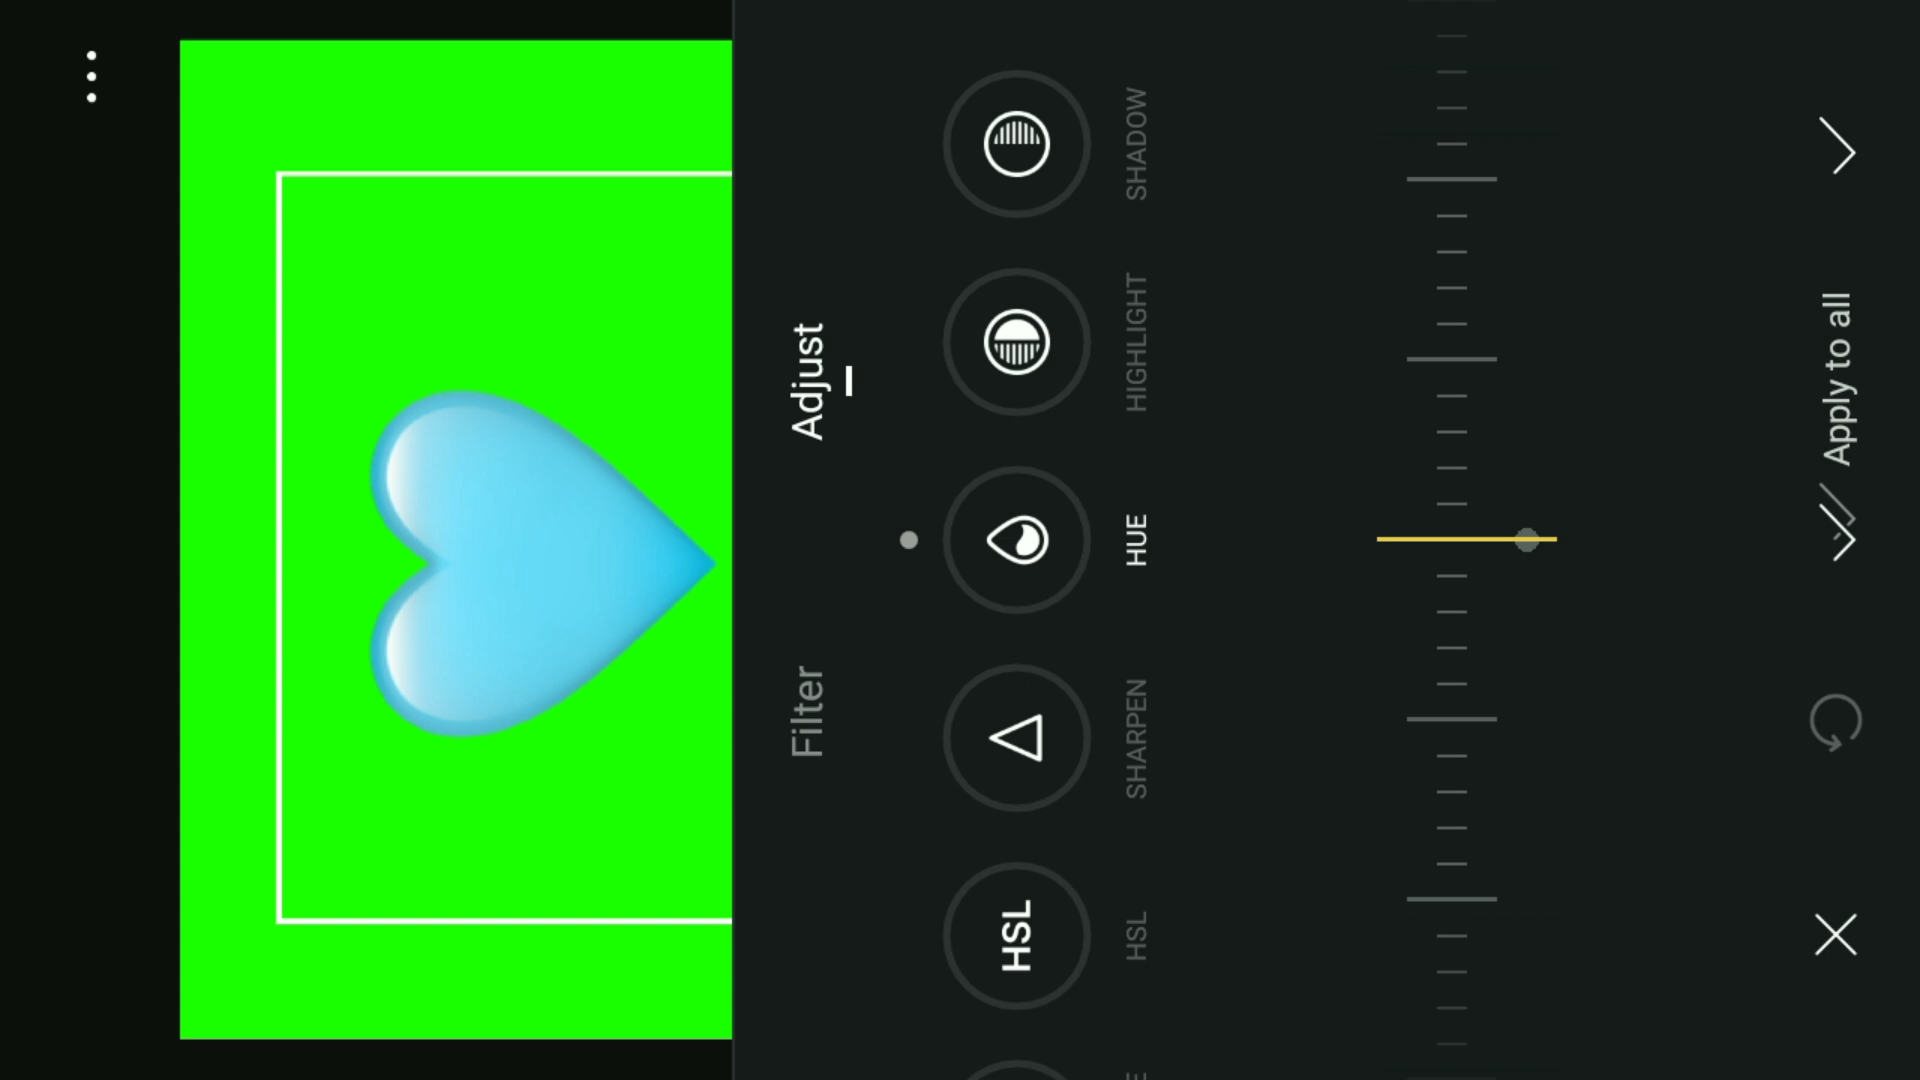 Filter
Adjust
HSL
HSL
SHARPEN
HUE
HIGHLIGHT
SHADOW
Apply to all